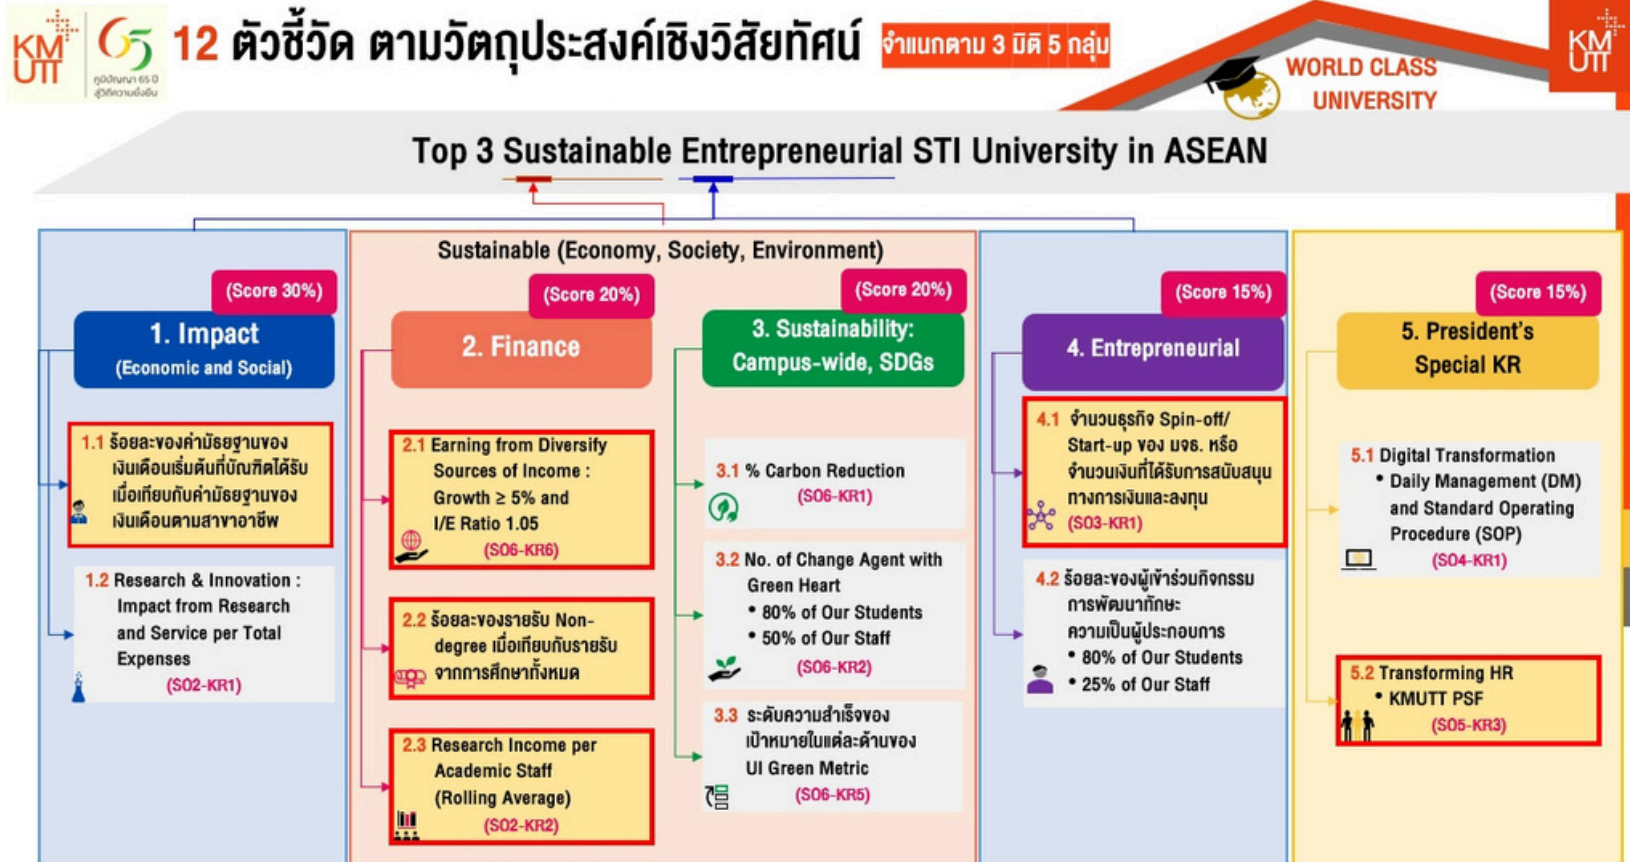 KM
UTT
65
ภูมิปัญญา 65 ปี
สู่วิถีความยั่งยืน
12 ตัวชี้วัด ตามวัตถุประสงค์เชิงวิสัยทัศน์
จำแนกตาม 3 มิติ 5 กลุ่ม
WORLD CLASS
UNIVERSITY
KM
UTT
Top 3 Sustainable Entrepreneurial STI University in ASEAN
Sustainable (Economy, Society, Environment)
(Score 30%)
1. Impact
(Economic and Social)
1.1 ร้อยละของค่ามัธยฐานของ
เงินเดือนเริ่มต้นที่บัณฑิตได้รับ
เมื่อเทียบกับค่ามัธยฐานของ
เงินเดือนตามสาขาอาชีพ
1.2 Research & Innovation :
Impact from Research
and Service per Total
Expenses
(SO2-KR1)
(Score 20%)
2. Finance
2.1 Earning from Diversify
Sources of Income :
Growth ≥ 5% and
I/E Ratio 1.05
(SO6-KR6)
2.2 ร้อยละของรายรับ Non-
degree เมื่อเทียบกับรายรับ
จากการศึกษาทั้งหมด
2.3 Research Income per
Academic Staff
(Rolling Average)
(SO2-KR2)
(Score 20%)
3. Sustainability:
Campus-wide, SDGs
3.1 % Carbon Reduction
(SO6-KR1)
3.2 No. of Change Agent with
Green Heart
• 80% of Our Students
• 50% of Our Staff
(SO6-KR2)
3.3 ระดับความสำเร็จของ
เป้าหมายในแต่ละด้านของ
UI Green Metric
(SO6-KR5)
(Score 15%)
4. Entrepreneurial
4.1 จำนวนธุรกิจ Spin-off/
Start-up ของ มจธ. หรือ
จำนวนเงินที่ได้รับการสนับสนุน
ทางการเงินและลงทุน
(SO3-KR1)
4.2 ร้อยละของผู้เข้าร่วมกิจกรรม
การพัฒนาทักษะ
ความเป็นผู้ประกอบการ
• 80% of Our Students
• 25% of Our Staff
(Score 15%)
5. President's
Special KR
5.1 Digital Transformation
• Daily Management (DM)
and Standard Operating
Procedure (SOP)
(SO4-KR1)
5.2 Transforming HR
• KMUTT PSF
(SO5-KR3)